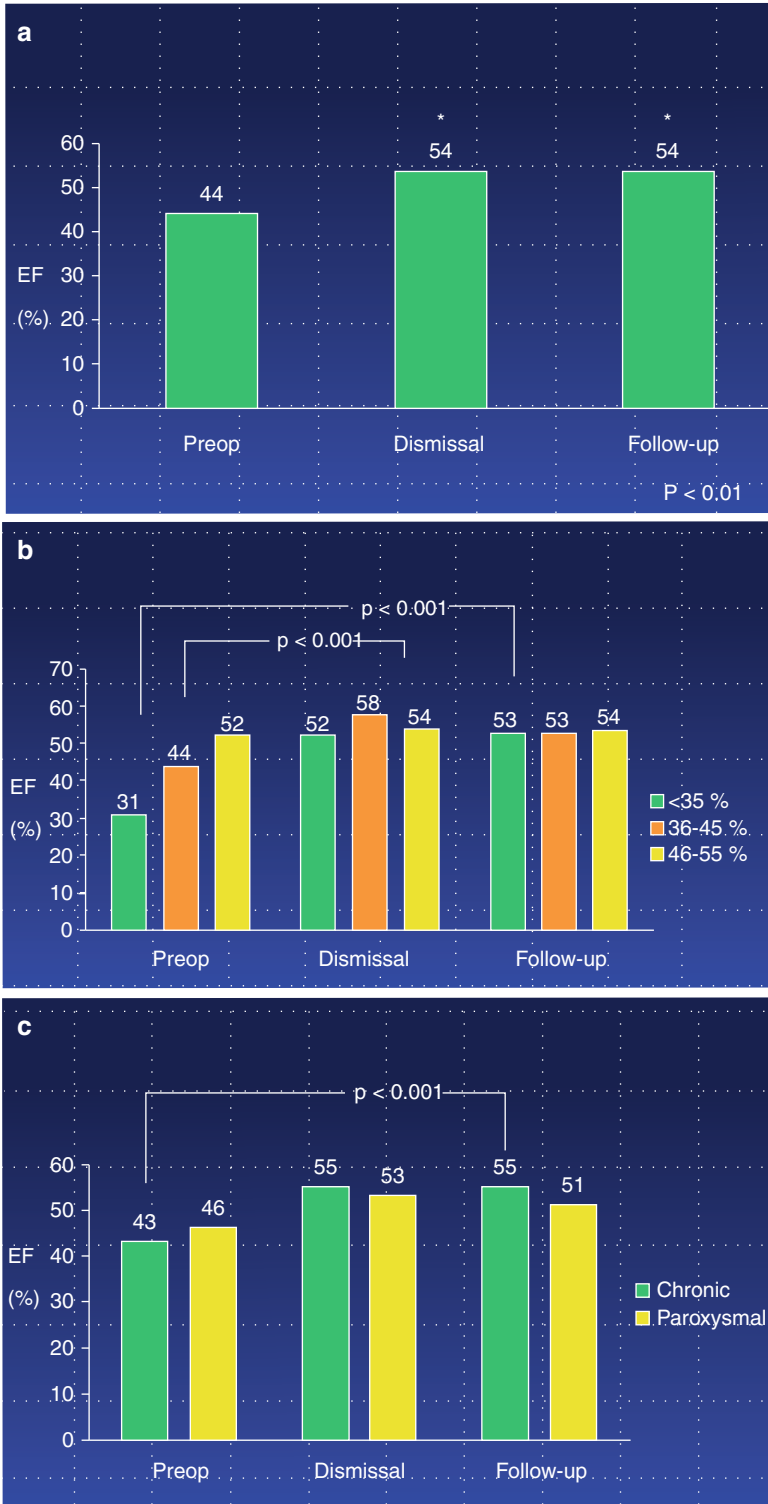 a
*
*
60
54
54
50
44
40
EF
30
(%)
20
10
0
Preop
Dismissal
Follow-up
P < 0.01
b
p < 0.001
p < 0.001
70
60
58
52
52
54
53
53
54
50
44
40
EF
31
30
(%)
20
10
0
<35 %
36-45 %
46-55 %
Preop
Dismissal
Follow-up
c
p < 0.001
60
55
53
55
51
50
43
46
40
EF
(%)
30
20
10
0
Chronic
Paroxysmal
Preop
Dismissal
Follow-up